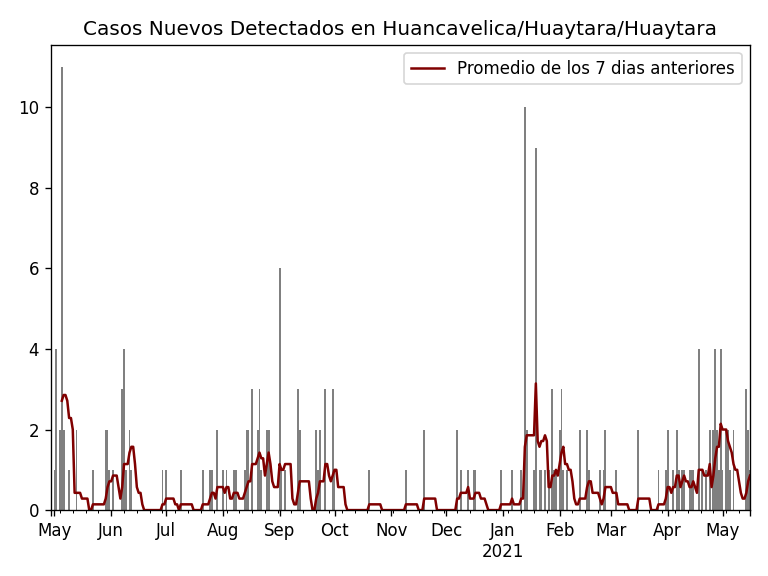 Casos Nuevos Detectados en Huancavelica/Huaytara/Huaytara
Promedio de los 7 dias anteriores
10
8
6
4
2
0
May Jun Jul Aug Sep Oct Nov Dec Jan Feb Mar Apr May
2021